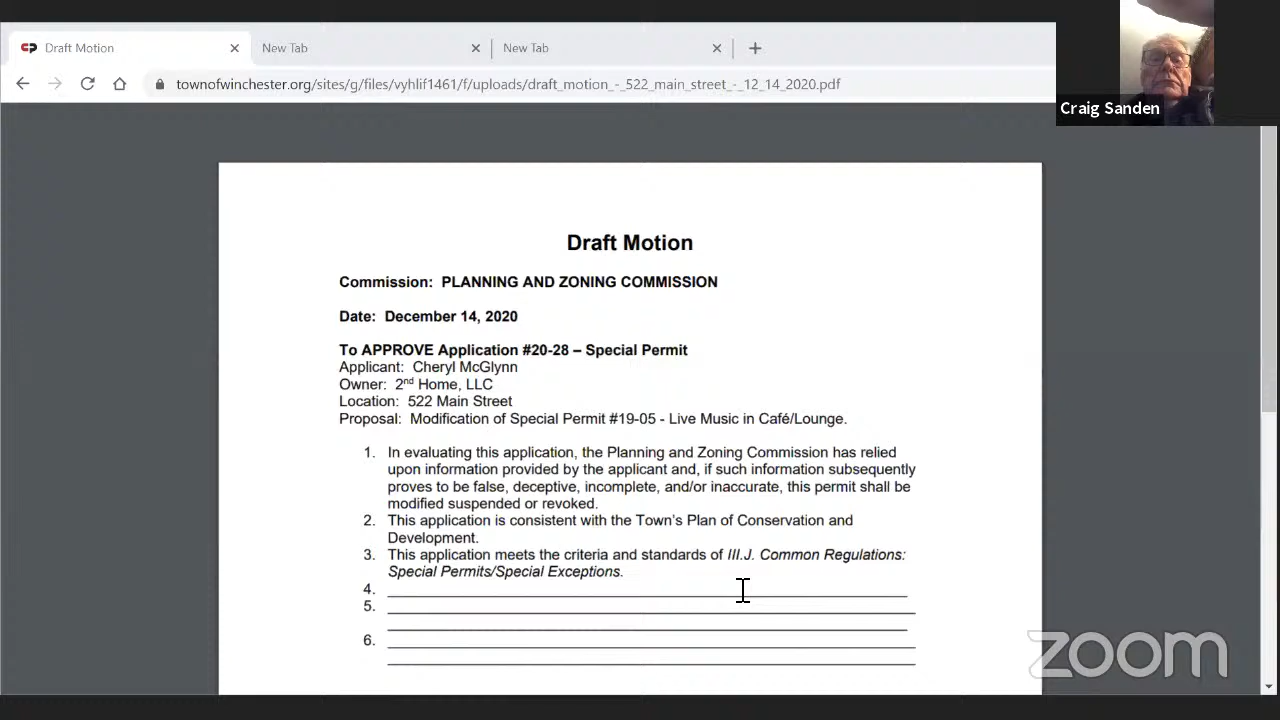 Draft Motion
New Tab
New Tab
townofwinchester.org/sites/g/files/vyhlif1461/f/uploads/draft_motion_-_522_main_street_-_12_14_2020.pdf
Craig Sanden
Draft Motion
Commission: PLANNING AND ZONING COMMISSION
Date: December 14, 2020
To APPROVE Application #20-28 – Special Permit
Applicant: Cheryl McGlynn
Owner: 2nd Home, LLC
Location: 522 Main Street
Proposal: Modification of Special Permit #19-05 - Live Music in Café/Lounge.
1. In evaluating this application, the Planning and Zoning Commission has relied
upon information provided by the applicant and, if such information subsequently
proves to be false, deceptive, incomplete, and/or inaccurate, this permit shall be
modified suspended or revoked.
2. This application is consistent with the Town's Plan of Conservation and
Development.
3. This application meets the criteria and standards of III.J. Common Regulations:
Special Permits/Special Exceptions.
4.
5.
6.
zoom